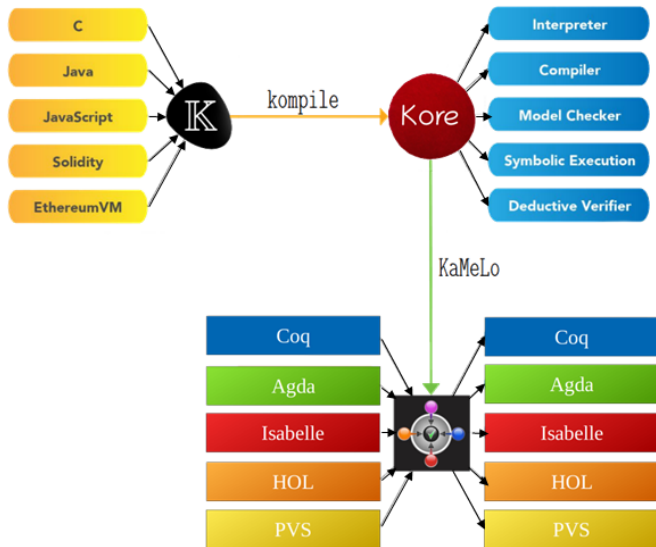 C
Java
JavaScript
Solidity
EthereumVM
𝕂
kompile
Kore
Interpreter
Compiler
Model Checker
Symbolic Execution
Deductive Verifier
KaMeLo
Coq
Agda
Isabelle
HOL
PVS
Coq
Agda
Isabelle
HOL
PVS